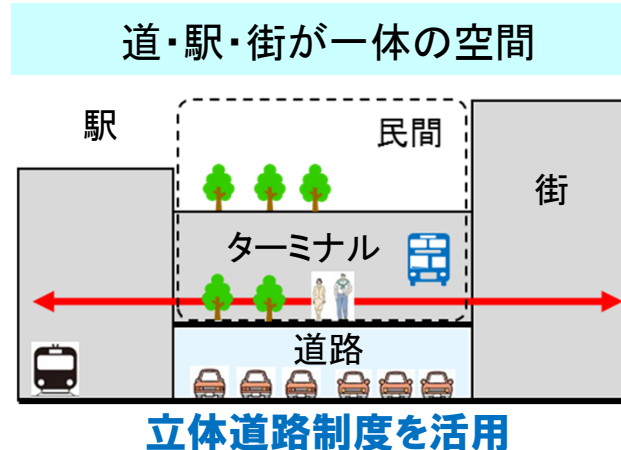 道・駅・街が一体の空間
駅
民間
街
ターミナル
道路
立体道路制度を活用